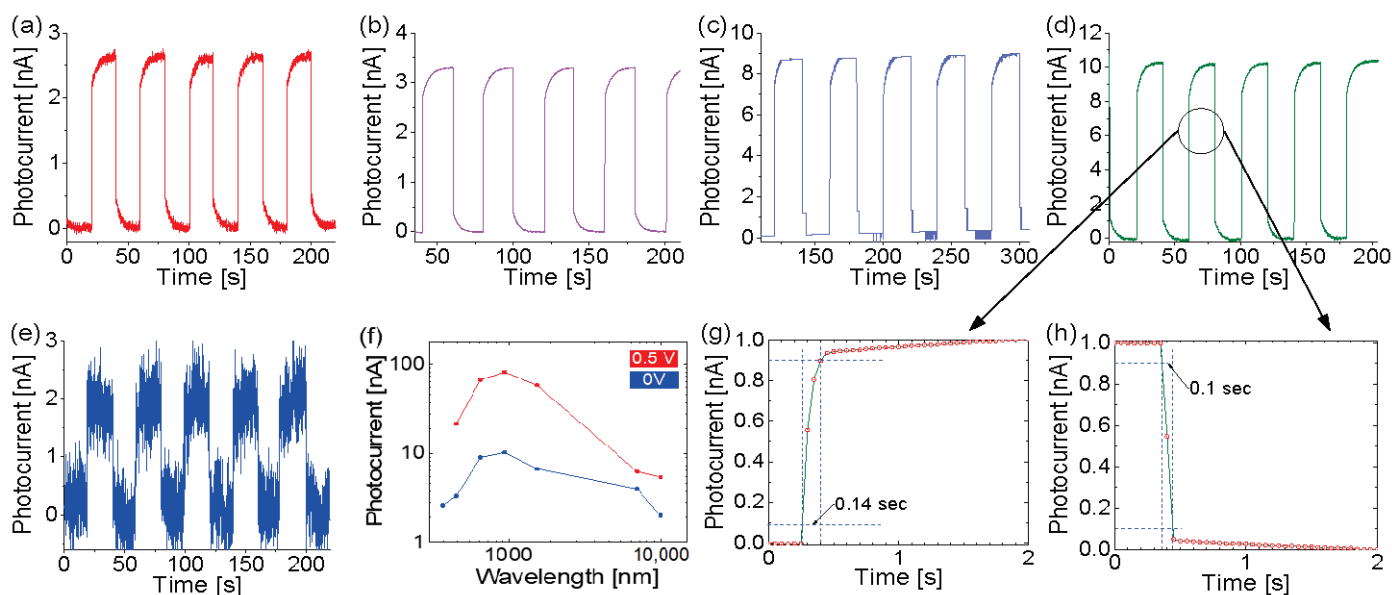 (a)
Photocurrent [nA]
3
2
1
0
0 50 100 150 200
Time [s]
(b)
Photocurrent [nA]
4
3
2
1
0
50 100 150 200
Time [s]
(c)
Photocurrent [nA]
10
8
6
4
2
0
150 200 250 300
Time [s]
(d)
Photocurrent [nA]
12
10
8
6
4
2
0
0 50 100 150 200
Time [s]
(e)
Photocurrent [nA]
3
2
1
0
0 50 100 150 200
Time [s]
(f)
Photocurrent [nA]
100
10
1
0.5 V
0V
1000 10,000
Wavelength [nm]
(g)
Photocurrent [nA]
1.0
0.8
0.6
0.4
0.2
0.0
0.14 sec
0 1 2
Time [s]
(h)
Photocurrent [nA]
1.0
0.8
0.6
0.4
0.2
0.0
0.1 sec
0 1 2
Time [s]